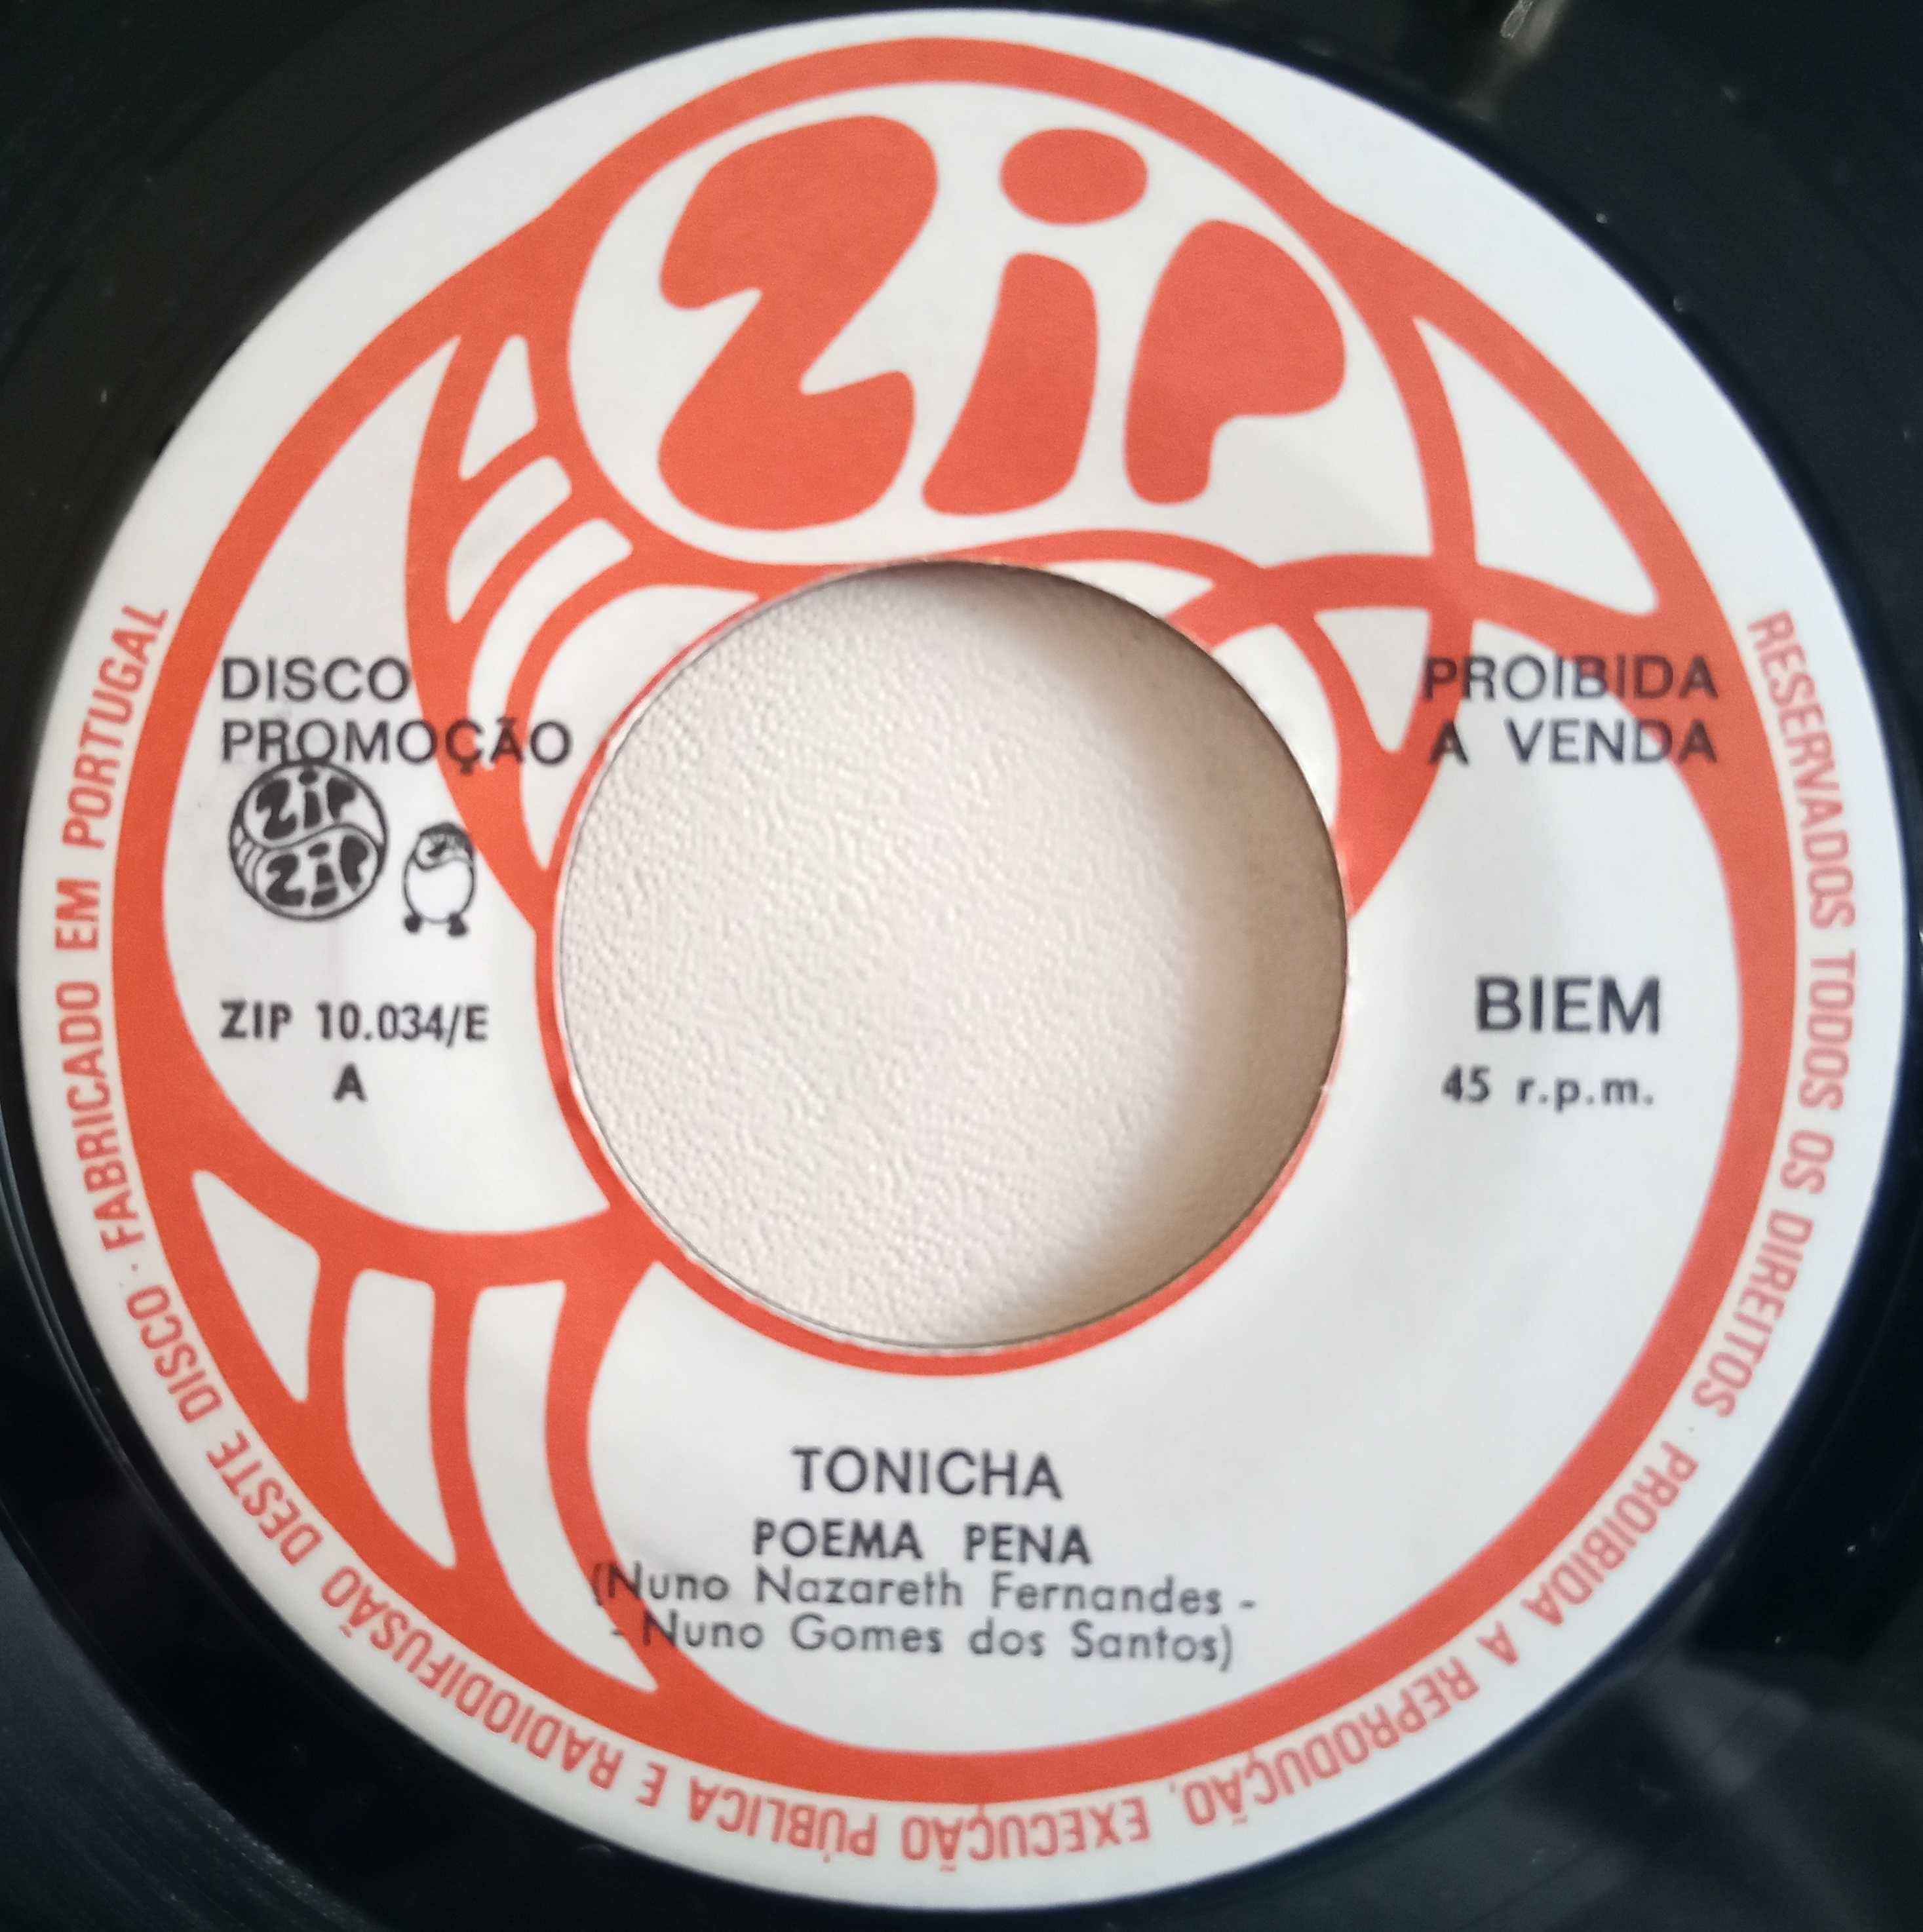 Zip
DISCO
PROMOÇÃO
PROIBIDA
A VENDA
ZiP
ZiP
ZIP 10.034/E
A
BIEM
45 r.p.m.
TONICHA
POEMA PENA
(Nuno Nazareth Fernandes -
- Nuno Gomes dos Santos)
RESERVADOS TODOS OS DIREITOS · PROIBIDA A REPRODUÇÃO, EXECUÇÃO PÚBLICA E RADIODIFUSÃO DESTE DISCO · FABRICADO EM PORTUGAL